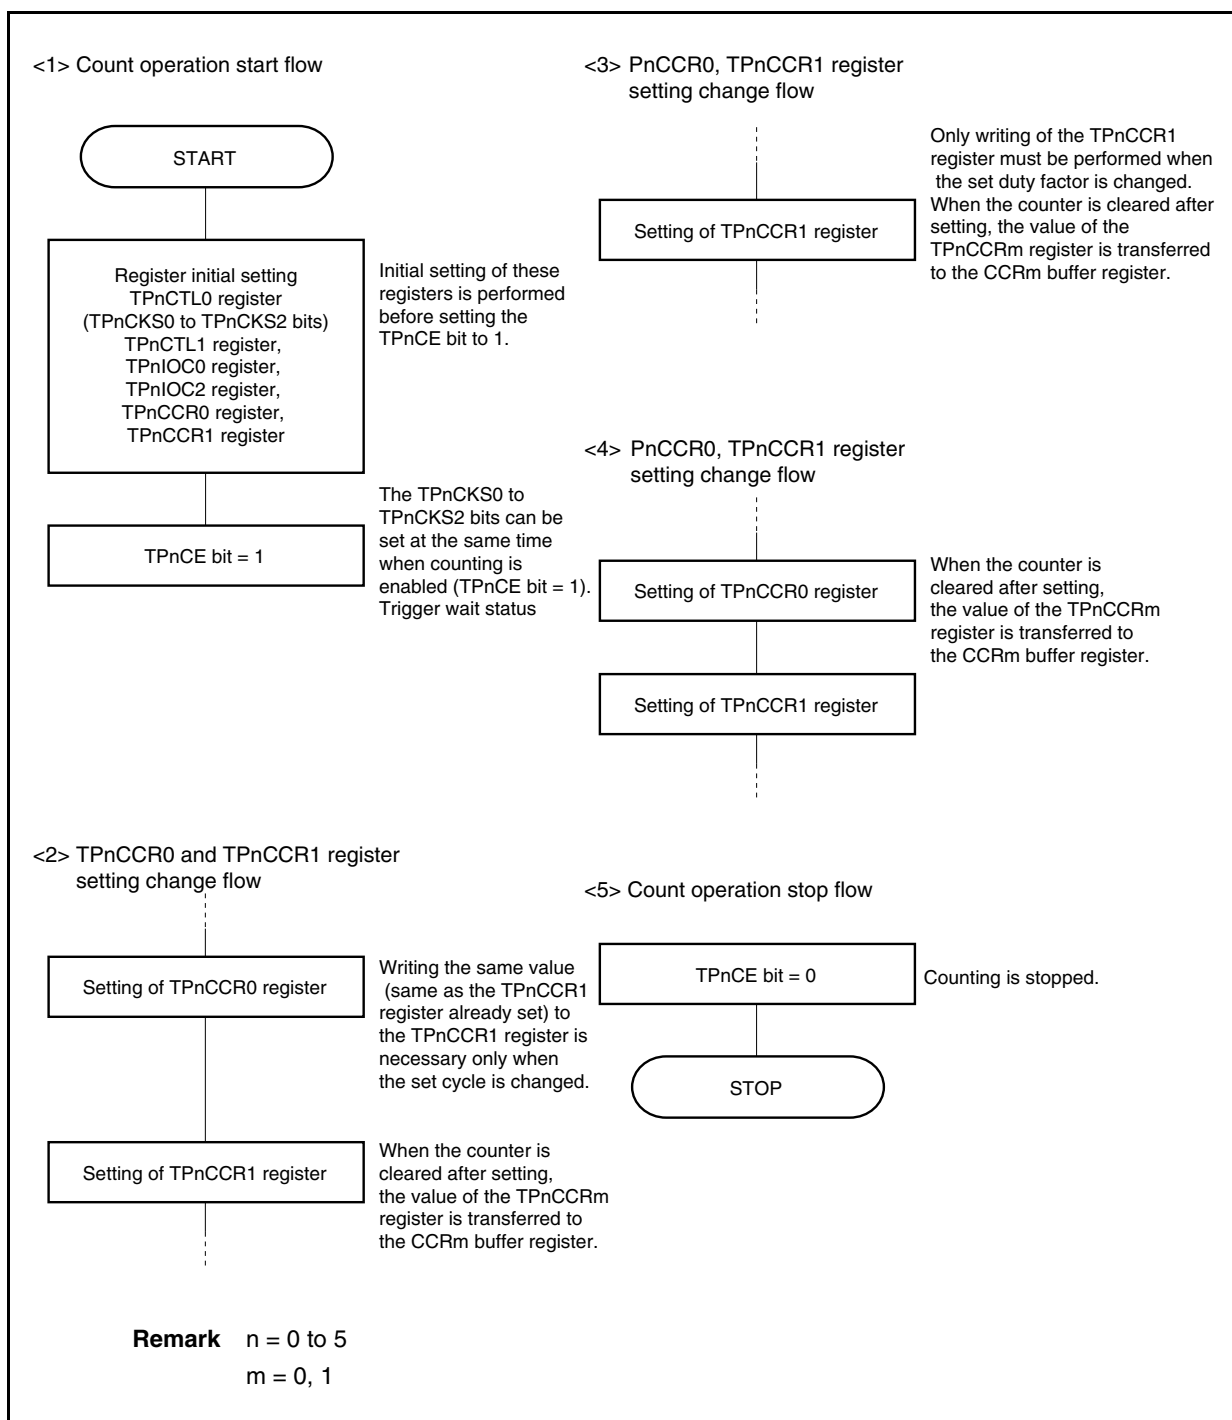 <1> Count operation start flow
START
Register initial setting
TPnCTL0 register
(TPnCKS0 to TPnCKS2 bits)
TPnCTL1 register,
TPnIOC0 register,
TPnIOC2 register,
TPnCCR0 register,
TPnCCR1 register
Initial setting of these
registers is performed
before setting the
TPnCE bit to 1.
TPnCE bit = 1
The TPnCKS0 to
TPnCKS2 bits can be
set at the same time
when counting is
enabled (TPnCE bit = 1).
Trigger wait status
<2> TPnCCR0 and TPnCCR1 register
setting change flow
Setting of TPnCCR0 register
Writing the same value
(same as the TPnCCR1
register already set) to
the TPnCCR1 register is
necessary only when
the set cycle is changed.
Setting of TPnCCR1 register
When the counter is
cleared after setting,
the value of the TPnCCRm
register is transferred to
the CCRm buffer register.
<3> PnCCR0, TPnCCR1 register
setting change flow
Setting of TPnCCR1 register
Only writing of the TPnCCR1
register must be performed when
the set duty factor is changed.
When the counter is cleared after
setting, the value of the
TPnCCRm register is transferred
to the CCRm buffer register.
<4> PnCCR0, TPnCCR1 register
setting change flow
Setting of TPnCCR0 register
When the counter is
cleared after setting,
the value of the TPnCCRm
register is transferred to
the CCRm buffer register.
Setting of TPnCCR1 register
<5> Count operation stop flow
TPnCE bit = 0
Counting is stopped.
STOP
Remark n = 0 to 5
m = 0, 1